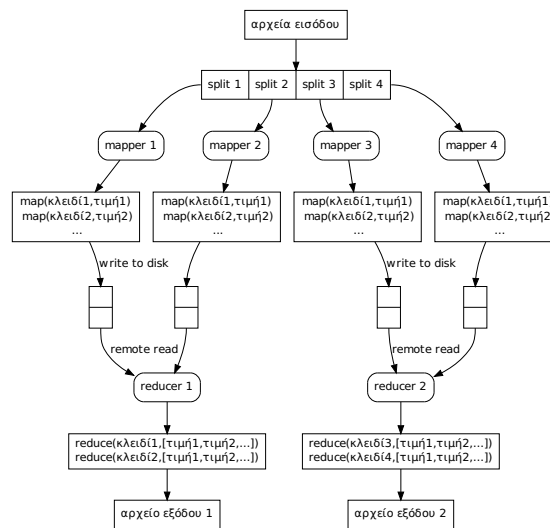 αρχεία εισόδου
split 1 split 2 split 3 split 4
mapper 1 mapper 2 mapper 3 mapper 4
map(κλειδί1,τιμή1) map(κλειδί1,τιμή1) map(κλειδί1,τιμή1) map(κλειδί1,τιμή1)
map(κλειδί2,τιμή2) map(κλειδί2,τιμή2) map(κλειδί2,τιμή2) map(κλειδί2,τιμή2)
... ... ... ...
write to disk write to disk
remote read remote read
reducer 1 reducer 2
reduce(κλειδί1,[τιμή1,τιμή2,...]) reduce(κλειδί3,[τιμή1,τιμή2,...])
reduce(κλειδί2,[τιμή1,τιμή2,...]) reduce(κλειδί4,[τιμή1,τιμή2,...])
αρχείο εξόδου 1 αρχείο εξόδου 2